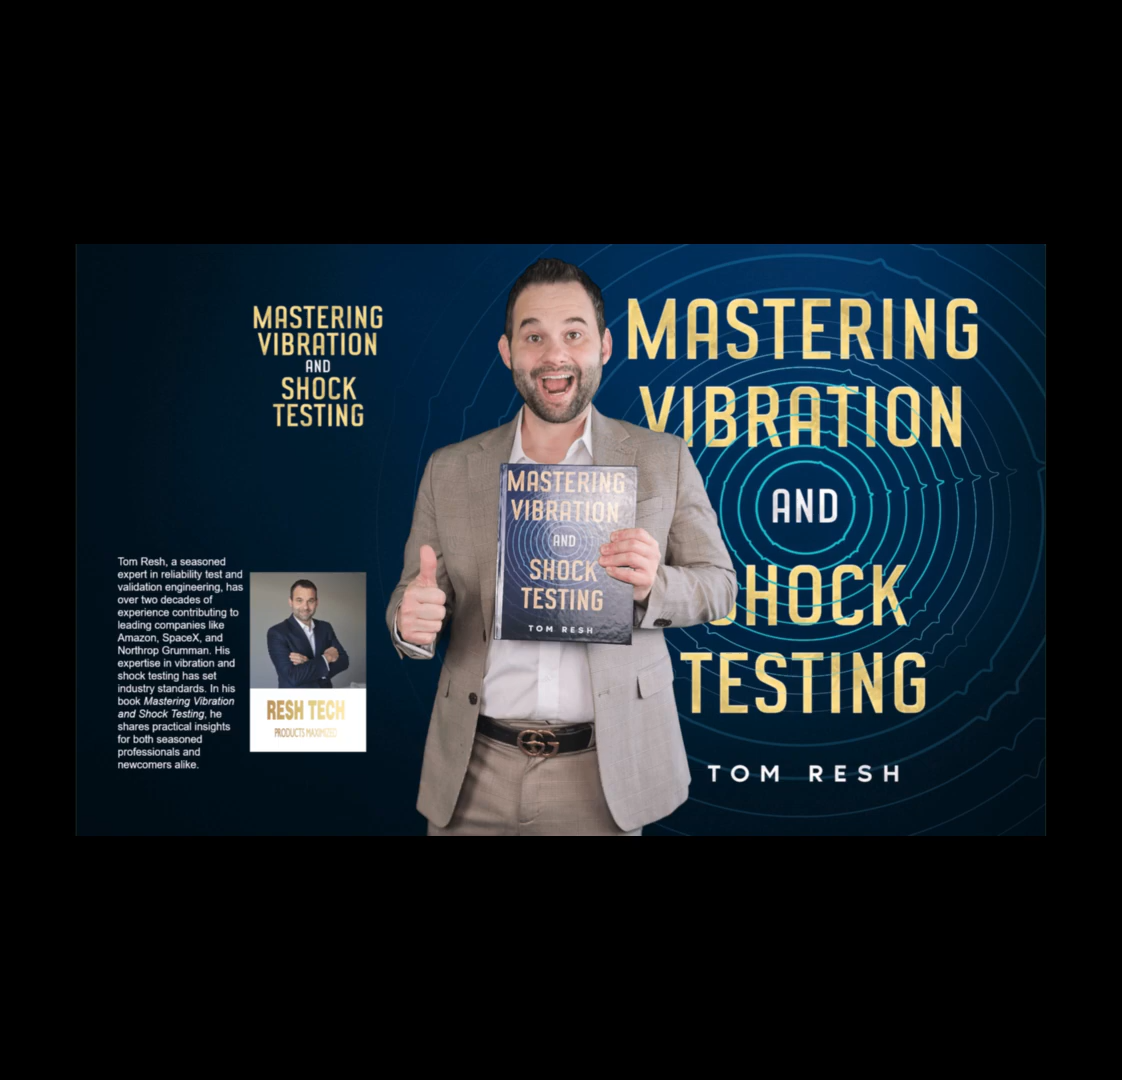 MASTERING
VIBRATION
AND
SHOCK
TESTING
Tom Resh, a seasoned
expert in reliability test and
validation engineering, has
over two decades of
experience contributing to
leading companies like
Amazon, SpaceX, and
Northrop Grumman. His
expertise in vibration and
shock testing has set
industry standards. In his
book Mastering Vibration
and Shock Testing, he
shares practical insights
for both seasoned
professionals and
newcomers alike.
RESH TECH
PRODUCTS MAXIMIZED
MASTERING
VIBRATION
AND
SHOCK
TESTING
TOM RESH
MASTERING
VIBRATION
AND
SHOCK
TESTING
TOM RESH